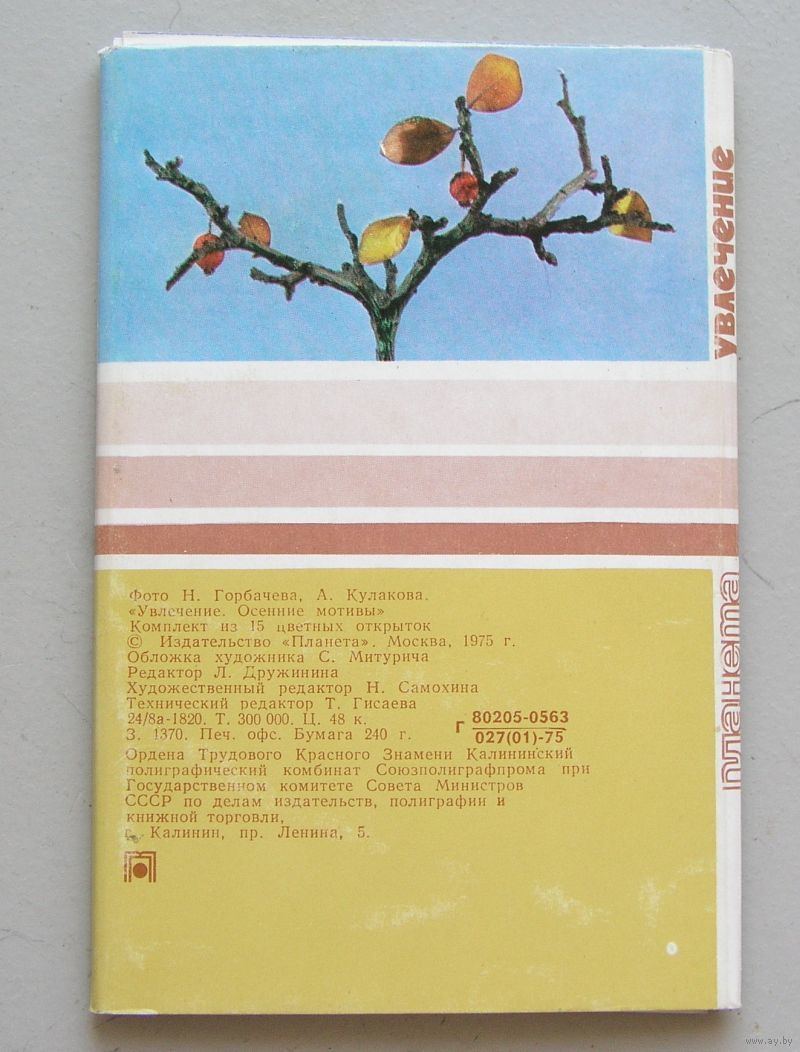 увлечение
планета
Фото Н. Горбачева, А. Кулакова.
«Увлечение. Осенние мотивы»
Комплект из 15 цветных открыток
© Издательство «Планета». Москва, 1975 г.
Обложка художника С. Митурича
Редактор Л. Дружинина
Художественный редактор Н. Самохина
Технический редактор Т. Гисаева
24/8а-1820. Т. 300 000. Ц. 48 к.
З. 1370. Печ. офс. Бумага 240 г.
Г 80205-0563
027(01)-75
Ордена Трудового Красного Знамени Калининский
полиграфический комбинат Союзполиграфпрома при
Государственном комитете Совета Министров
СССР по делам издательств, полиграфии и
книжной торговли,
г. Калинин, пр. Ленина, 5.
www.ay.by